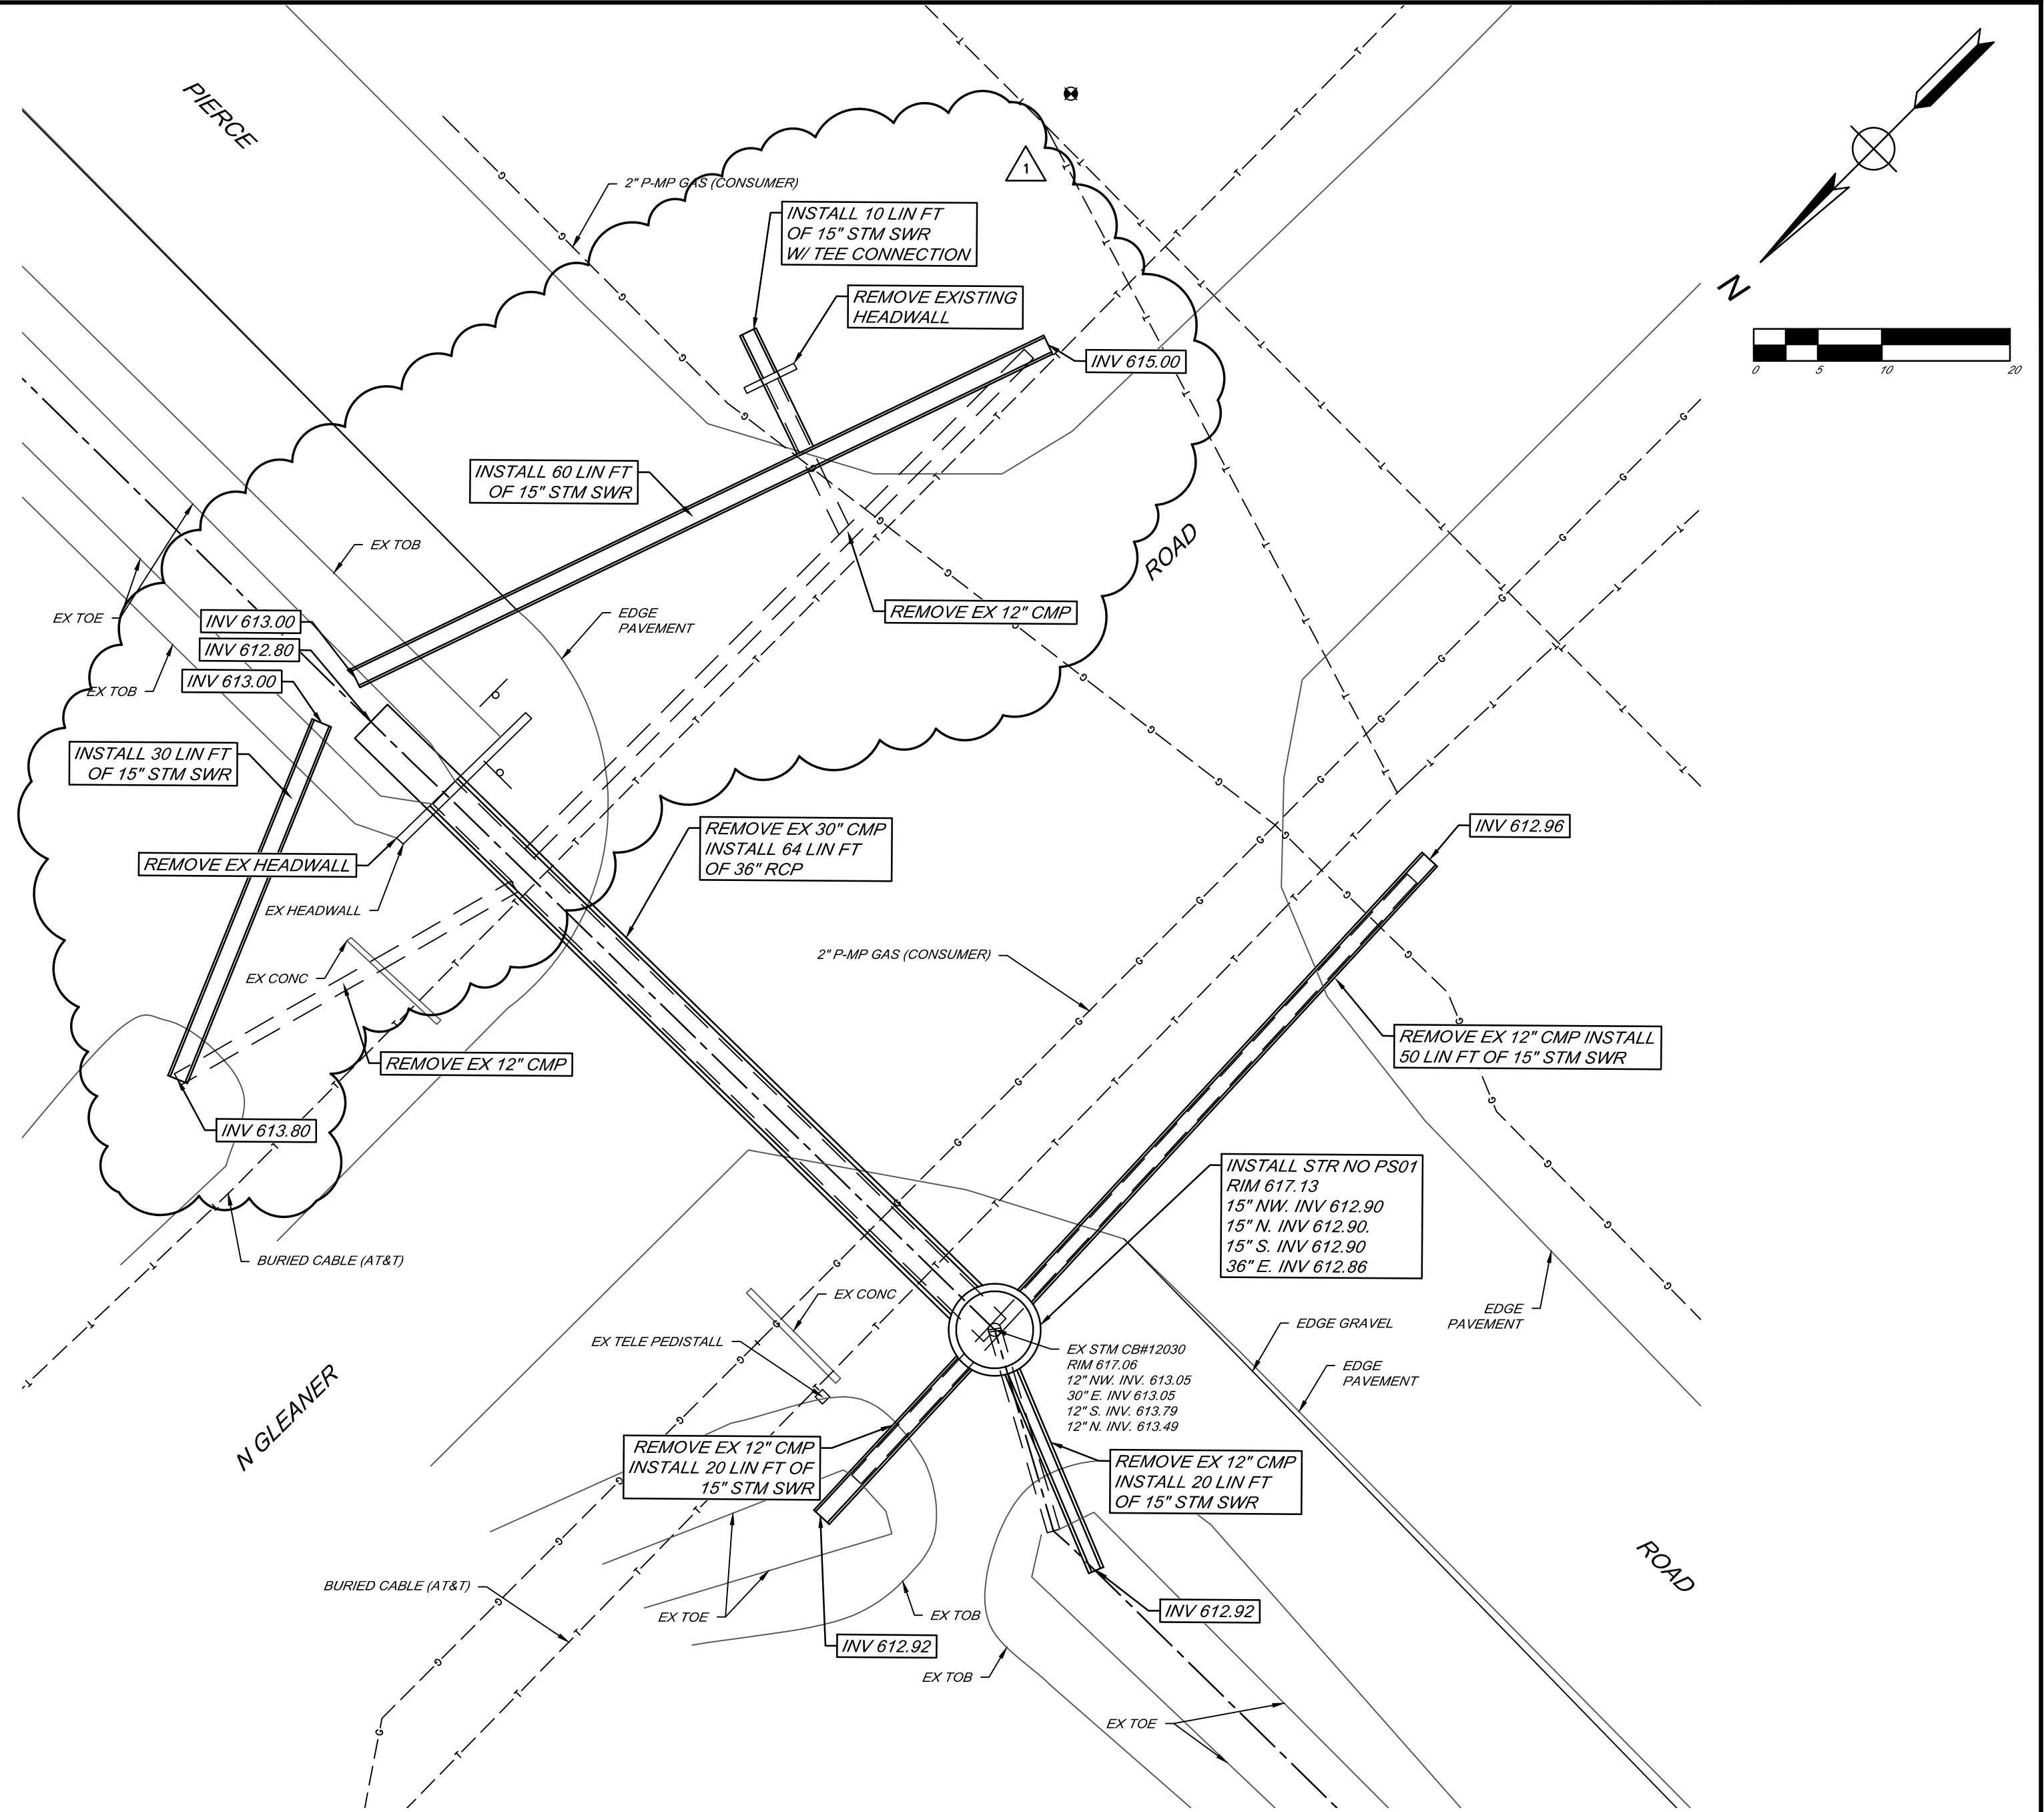 PIERCE
2" P-MP GAS (CONSUMER)
1
INSTALL 10 LIN FT
OF 15" STM SWR
W/ TEE CONNECTION
REMOVE EXISTING
HEADWALL
INV 615.00
N
0 5 10 20
INSTALL 60 LIN FT
OF 15" STM SWR
EX TOB
ROAD
EX TOE
INV 613.00
EDGE
PAVEMENT
REMOVE EX 12" CMP
INV 612.80
INV 613.00
EX TOB
INSTALL 30 LIN FT
OF 15" STM SWR
REMOVE EX 30" CMP
INSTALL 64 LIN FT
OF 36" RCP
INV 612.96
REMOVE EX HEADWALL
EX HEADWALL
2" P-MP GAS (CONSUMER)
EX CONC
REMOVE EX 12" CMP INSTALL
50 LIN FT OF 15" STM SWR
REMOVE EX 12" CMP
INV 613.80
INSTALL STR NO PS01
RIM 617.13
15" NW. INV 612.90
15" N. INV 612.90.
15" S. INV 612.90
36" E. INV 612.86
BURIED CABLE (AT&T)
EX CONC
EDGE GRAVEL
EDGE
PAVEMENT
EX TELE PEDISTALL
EX STM CB#12030
RIM 617.06
12" NW. INV. 613.05
30" E. INV 613.05
12" S. INV. 613.79
12" N. INV. 613.49
EDGE
PAVEMENT
N GLEANER
REMOVE EX 12" CMP
INSTALL 20 LIN FT OF
15" STM SWR
REMOVE EX 12" CMP
INSTALL 20 LIN FT
OF 15" STM SWR
ROAD
BURIED CABLE (AT&T)
EX TOE
EX TOB
INV 612.92
INV 612.92
EX TOB
EX TOE